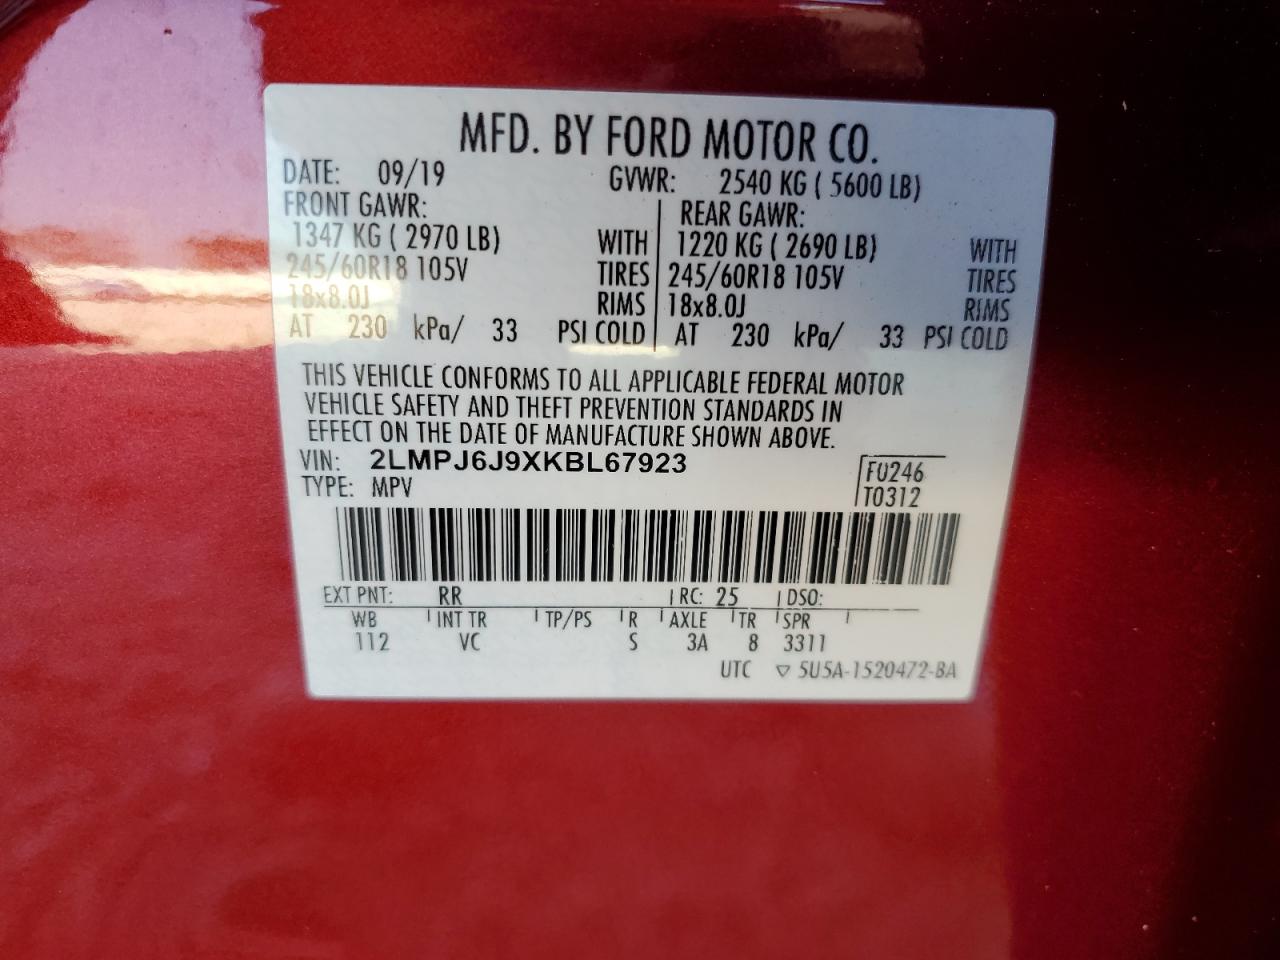 MFD. BY FORD MOTOR CO.
DATE: 09/19 GVWR: 2540 KG ( 5600 LB)
FRONT GAWR: REAR GAWR:
1347 KG ( 2970 LB) WITH 1220 KG ( 2690 LB) WITH
245/60R18 105V TIRES 245/60R18 105V TIRES
18x8.0J RIMS 18x8.0J RIMS
AT 230 kPa/ 33 PSI COLD AT 230 kPa/ 33 PSI COLD
THIS VEHICLE CONFORMS TO ALL APPLICABLE FEDERAL MOTOR
VEHICLE SAFETY AND THEFT PREVENTION STANDARDS IN
EFFECT ON THE DATE OF MANUFACTURE SHOWN ABOVE.
VIN: 2LMPJ6J9XKBL67923 F0246
TYPE: MPV T0312
EXT PNT: RR RC: 25 DSO:
WB INT TR TP/PS R AXLE TR SPR
112 VC S 3A 8 3311
UTC ▽ 5U5A-1520472-BA